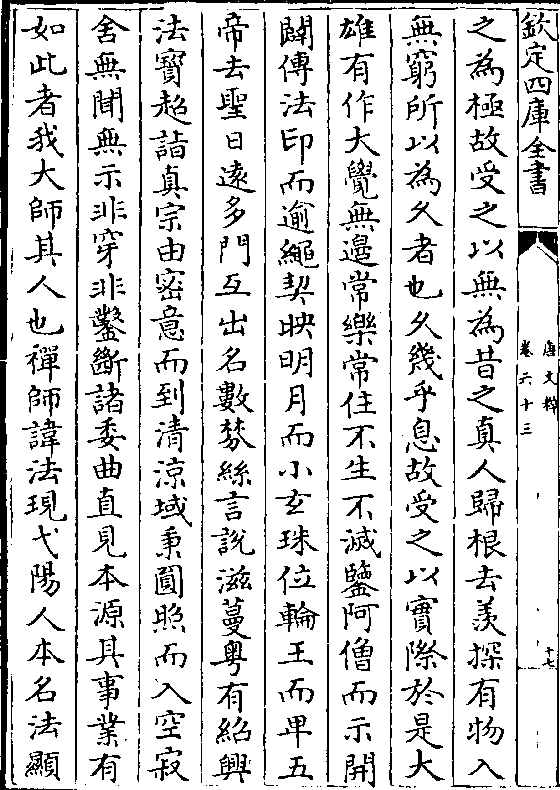 欽定四庫全書
唐文粹
卷六十三
十七
之為極故受之以無為昔之真人歸根去羨探有物入
無窮所以為久者也久幾乎息故受之以實際於是大
雄有作大覺無邊常樂常住不生不滅鑒阿僧而示開
闢傳法印而逾繩契映明月而小玄珠位輪王而卑五
帝去聖日遠多門互出名數棼絲言說滋蔓粵有紹興
法寶超詣真宗由密意而到清涼域秉圓照而入空寂
舍無聞無示非穿非鑿斷諸委曲直見本源其事業有
如此者我大師其人也禪師諱法現弋陽人本名法顯